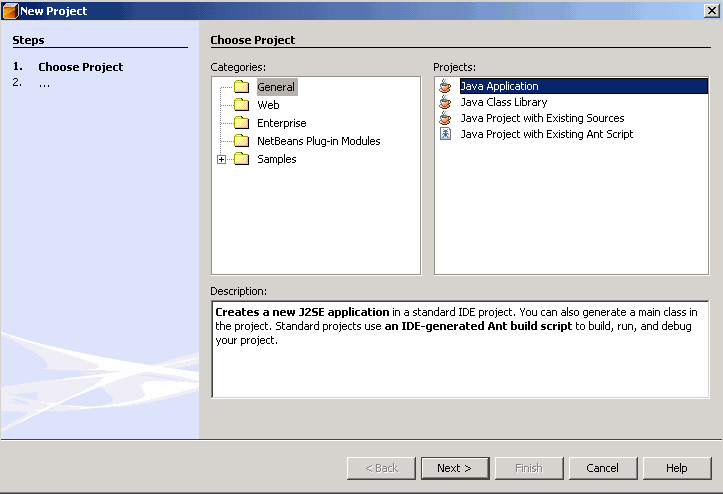 New Project
Steps
1. Choose Project
2. ...
Choose Project
Categories:
General
Web
Enterprise
NetBeans Plug-in Modules
Samples
Projects:
Java Application
Java Class Library
Java Project with Existing Sources
Java Project with Existing Ant Script
Description:
Creates a new J2SE application in a standard IDE project. You can also generate a main class in
the project. Standard projects use an IDE-generated Ant build script to build, run, and debug
your project.
< Back
Next >
Finish
Cancel
Help